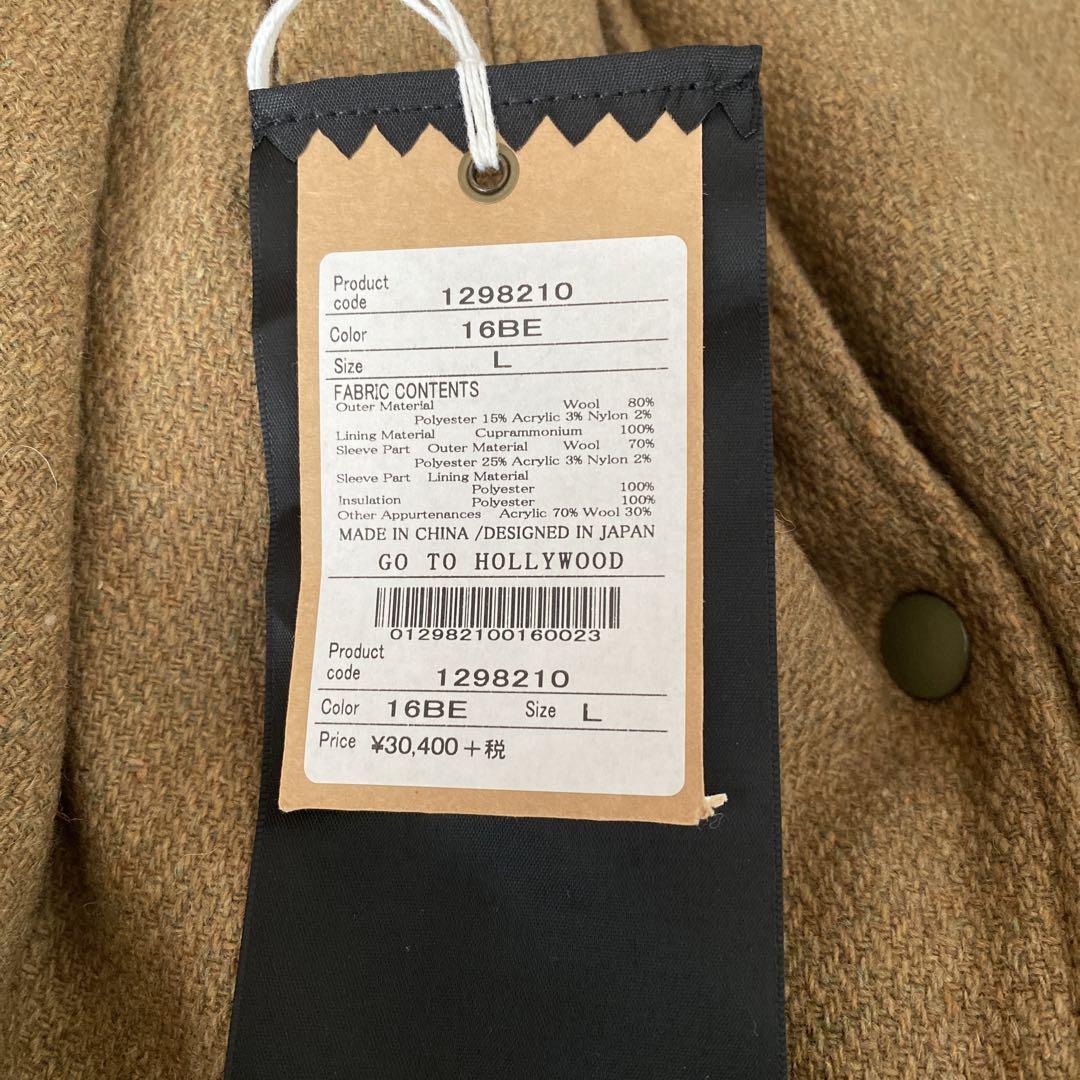 Product code 1298210
Color 16BE
Size L
FABRIC CONTENTS
Outer Material Wool 80%
Polyester 15% Acrylic 3% Nylon 2%
Lining Material Cuprammonium 100%
Sleeve Part Outer Material Wool 70%
Polyester 25% Acrylic 3% Nylon 2%
Sleeve Part Lining Material
Polyester 100%
Insulation Polyester 100%
Other Appurtenances Acrylic 70% Wool 30%
MADE IN CHINA /DESIGNED IN JAPAN
GO TO HOLLYWOOD
012982100160023
Product code 1298210
Color 16BE Size L
Price ¥30,400+税